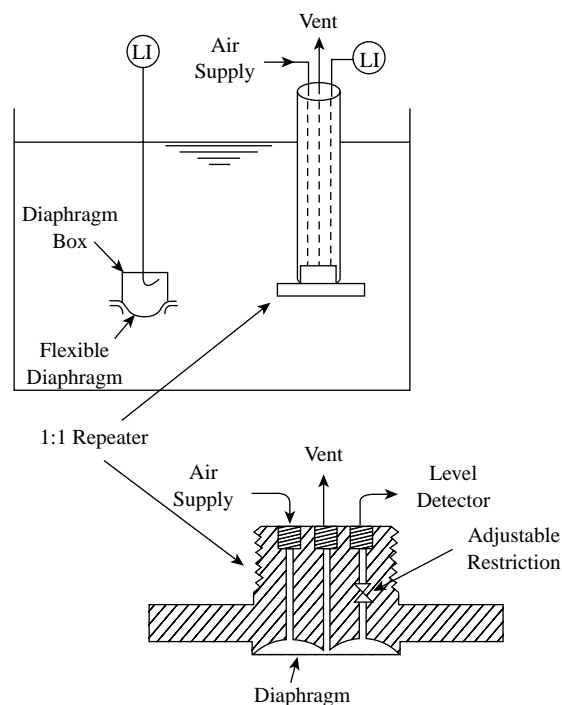 LI
Air
Supply
Vent
LI
Diaphragm
Box
Flexible
Diaphragm
1:1 Repeater
Air
Supply
Vent
Level
Detector
Adjustable
Restriction
Diaphragm